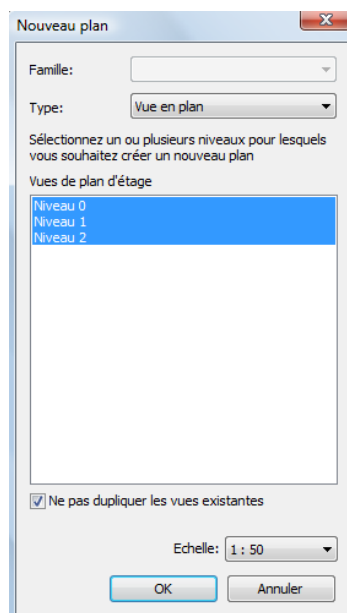 Nouveau plan
Famille:
Type: Vue en plan
Sélectionnez un ou plusieurs niveaux pour lesquels
vous souhaitez créer un nouveau plan
Vues de plan d'étage
Niveau 0
Niveau 1
Niveau 2
Ne pas dupliquer les vues existantes
Echelle: 1 : 50
OK Annuler